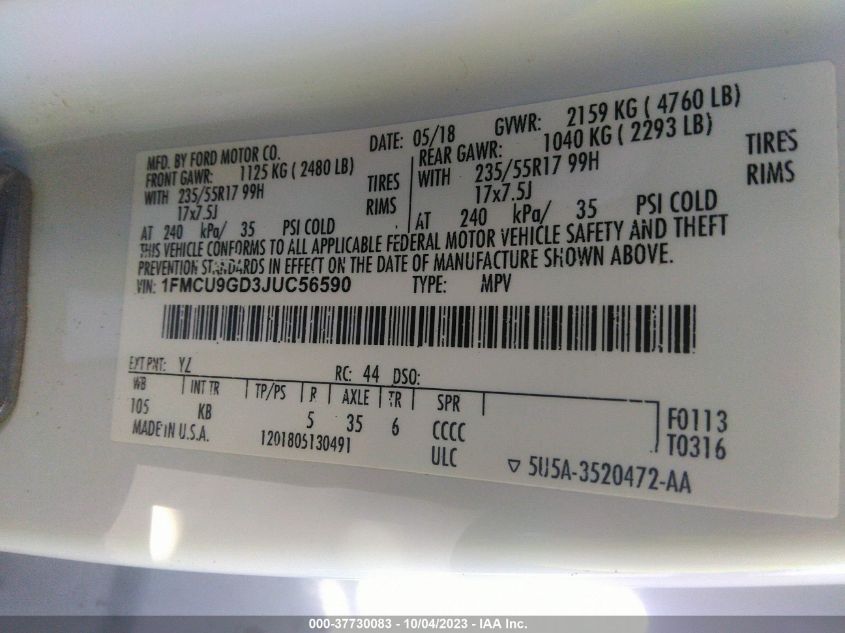 MFD. BY FORD MOTOR CO. DATE: 05/18 GVWR: 2159 KG ( 4760 LB)
FRONT GAWR: 1125 KG ( 2480 LB) REAR GAWR: 1040 KG ( 2293 LB)
WITH 235/55R17 99H TIRES WITH 235/55R17 99H TIRES
17x7.5J RIMS 17x7.5J RIMS
AT 240 kPa/ 35 PSI COLD AT 240 kPa/ 35 PSI COLD
THIS VEHICLE CONFORMS TO ALL APPLICABLE FEDERAL MOTOR VEHICLE SAFETY AND THEFT
PREVENTION STANDARDS IN EFFECT ON THE DATE OF MANUFACTURE SHOWN ABOVE.
VIN: 1FMCU9GD3JUC56590 TYPE: MPV
EXT PNT: YZ RC: 44 DSO:
WB INT TR TP/PS R AXLE TR SPR
105 KB 5 35 6 CCCC F0113
MADE IN U.S.A. 1201805130491 ULC T0316
▽ 5U5A-3520472-AA
000-37730083 - 10/04/2023 - IAA Inc.